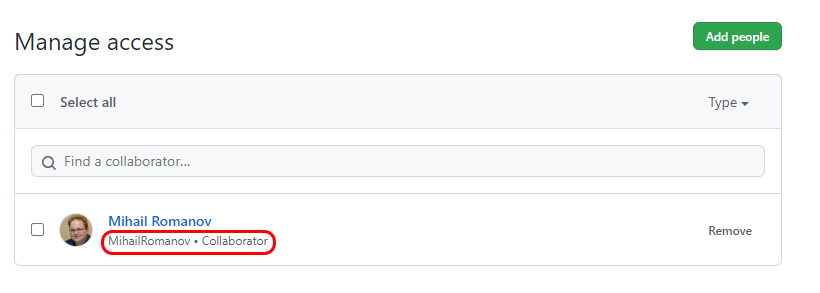 Manage access
Add people
Select all
Type
Find a collaborator...
Mihail Romanov
MihailRomanov • Collaborator
Remove